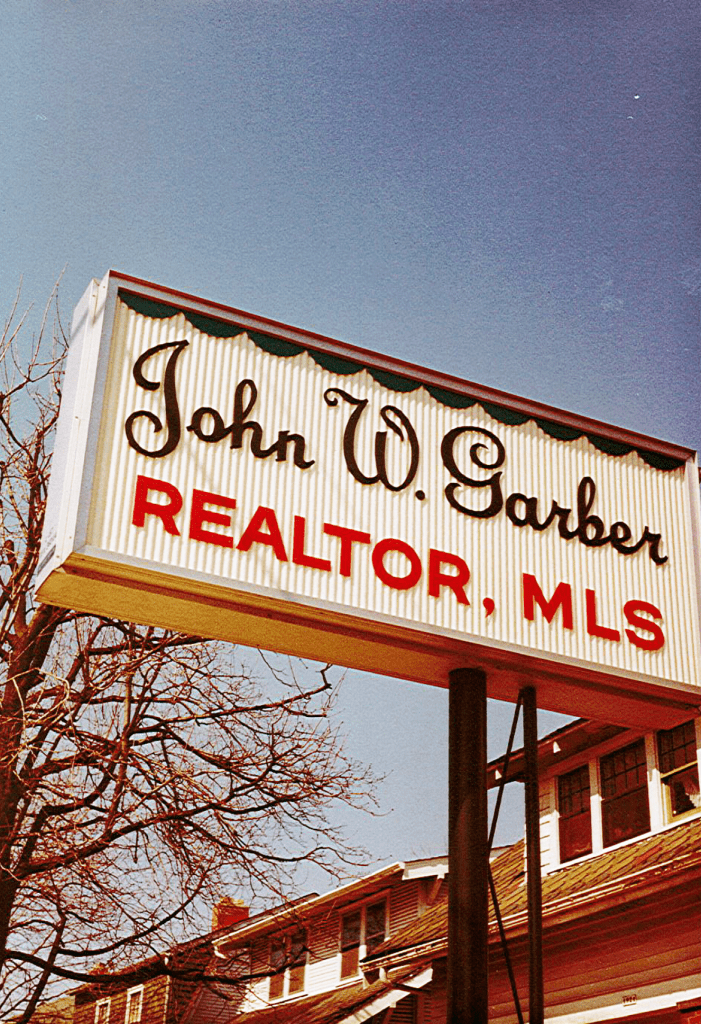 John W. Garber
REALTOR, MLS